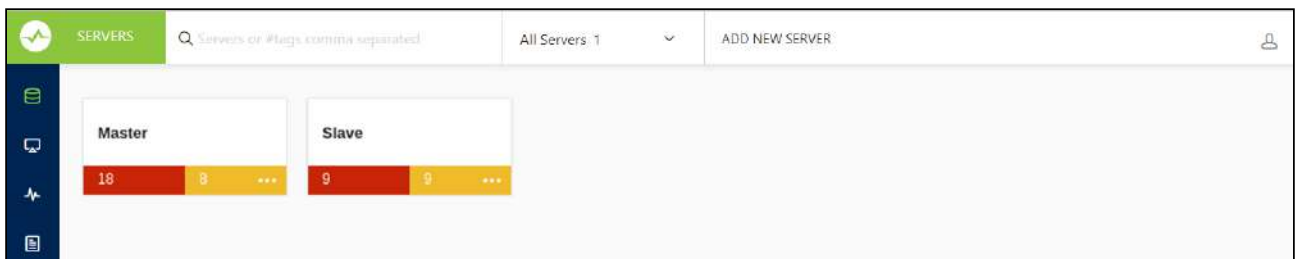 SERVERS
Servers or #tags comma separated
All Servers 1
ADD NEW SERVER
Master
Slave
18 8 ...
9 9 ...